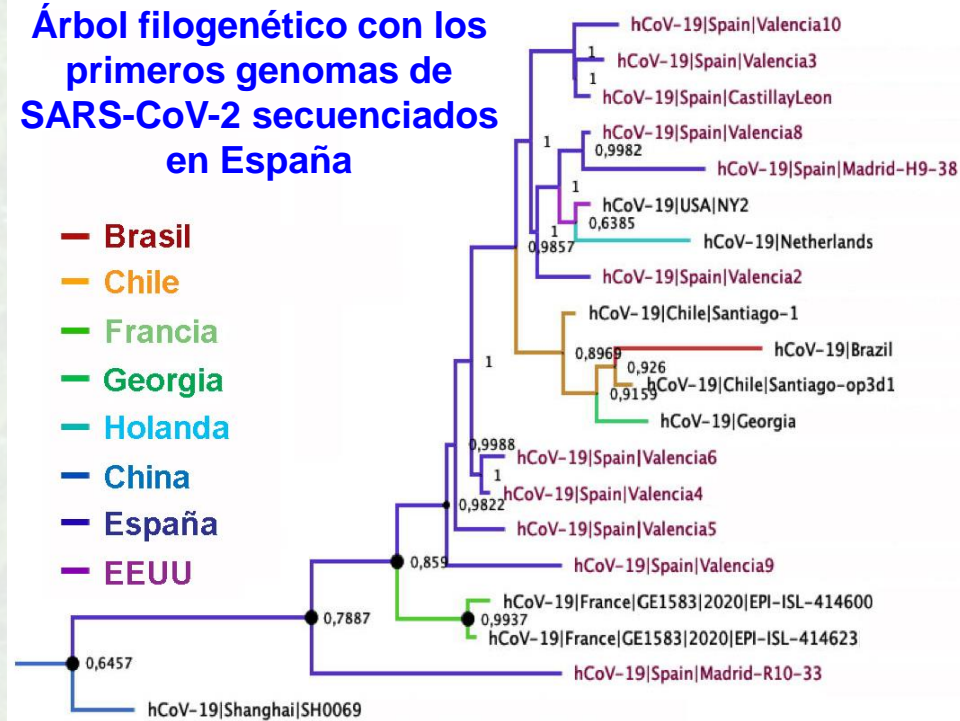 Árbol filogenético con los
primeros genomas de
SARS-CoV-2 secuenciados
en España
Brasil
Chile
Francia
Georgia
Holanda
China
España
EEUU
hCoV-19|Spain|Valencia10
1
hCoV-19|Spain|Valencia3
1
hCoV-19|Spain|CastillayLeon
hCoV-19|Spain|Valencia8
1
0,9982
hCoV-19|Spain|Madrid-H9-38
1
hCoV-19|USA|NY2
0,6385
1
0,9857
hCoV-19|Netherlands
hCoV-19|Spain|Valencia2
hCoV-19|Chile|Santiago-1
0,8969
hCoV-19|Brazil
1
0,926
hCoV-19|Chile|Santiago-op3d1
0,9159
hCoV-19|Georgia
0,9988
hCoV-19|Spain|Valencia6
1
hCoV-19|Spain|Valencia4
0,9822
hCoV-19|Spain|Valencia5
0,859
hCoV-19|Spain|Valencia9
hCoV-19|France|GE1583|2020|EPI-ISL-414600
0,7887
0,9937
hCoV-19|France|GE1583|2020|EPI-ISL-414623
0,6457
hCoV-19|Spain|Madrid-R10-33
hCoV-19|Shanghai|SH0069